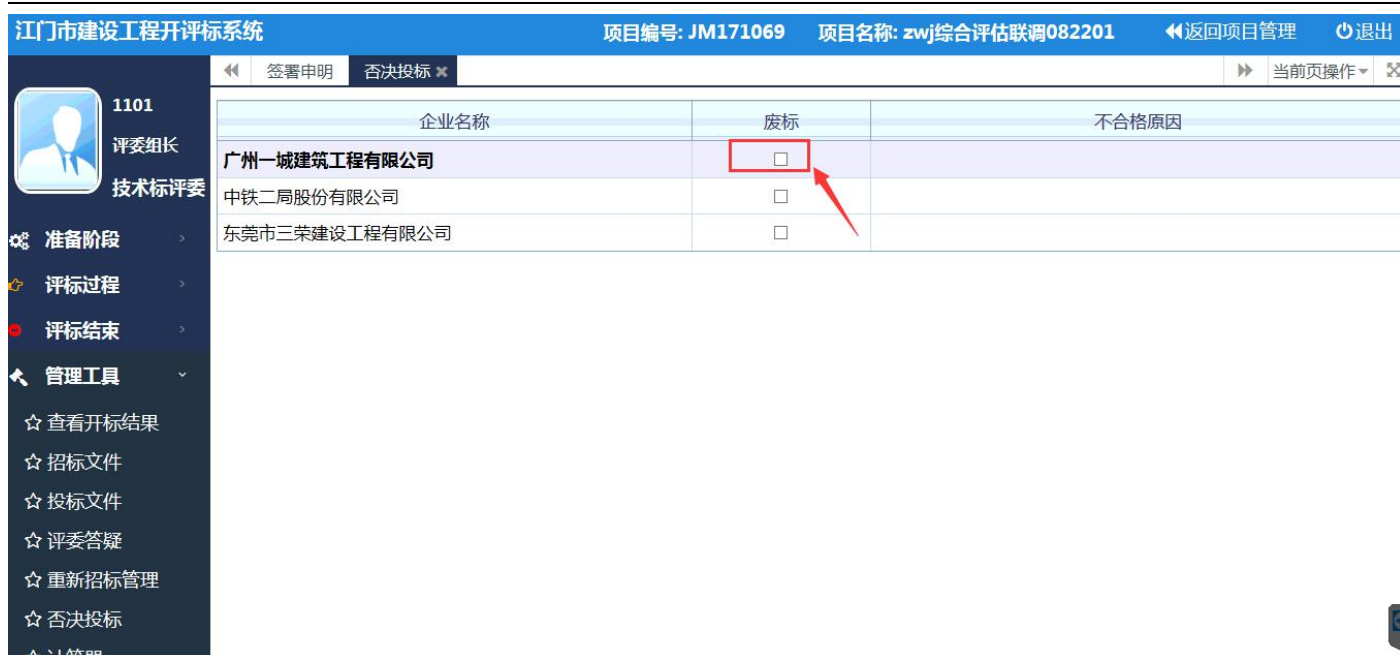 江门市建设工程开评标系统 项目编号: JM171069 项目名称: zwj综合评估联调082201 返回项目管理 退出
签署申明 否决投标 当前页操作
1101
评委组长
技术标评委
企业名称 废标 不合格原因
广州一城建筑工程有限公司
中铁二局股份有限公司
东莞市三荣建设工程有限公司
准备阶段
评标过程
评标结束
管理工具
查看开标结果
招标文件
投标文件
评委答疑
重新招标管理
否决投标